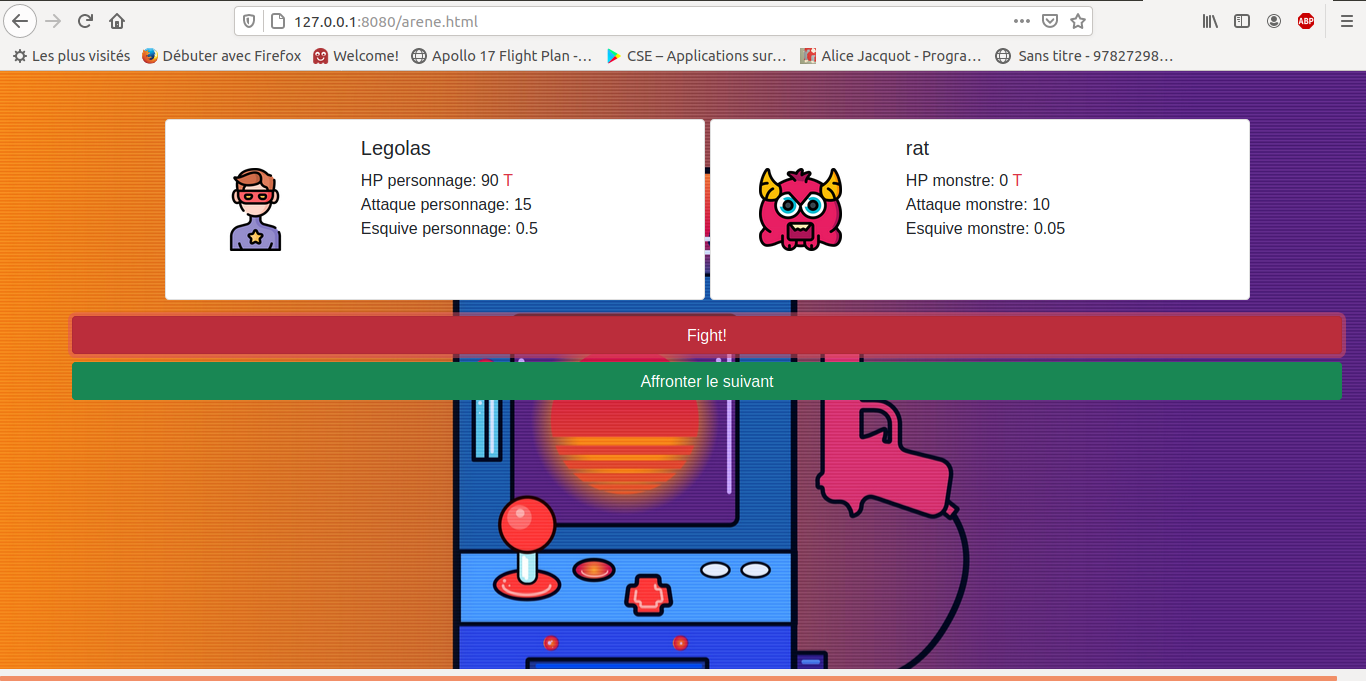 127.0.0.1:8080/arene.html
ABP
Les plus visités Débuter avec Firefox Welcome! Apollo 17 Flight Plan -… CSE – Applications sur… Alice Jacquot - Progra… Sans titre - 97827298…
Legolas
HP personnage: 90 T
Attaque personnage: 15
Esquive personnage: 0.5
rat
HP monstre: 0 T
Attaque monstre: 10
Esquive monstre: 0.05
Fight!
Affronter le suivant